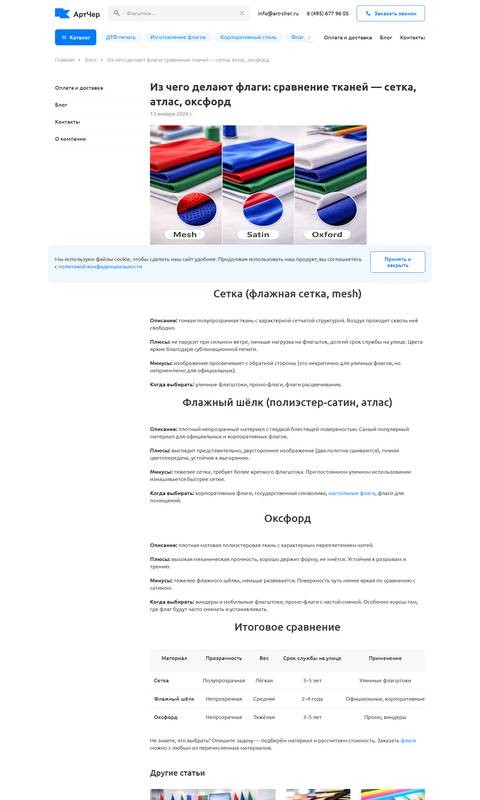 АртЧер
Флагштоки...
info@art-cher.ru
8 (495) 677 96 05
Заказать звонок
Каталог
ДТФ печать
Изготовление флагов
Корпоративный стиль
Флаг
Оплата и доставка
Блог
Контакты
Главная • Блог • Из чего делают флаги: сравнение тканей — сетка, атлас, оксфорд
Оплата и доставка
Блог
Контакты
О компании
Из чего делают флаги: сравнение тканей — сетка,
атлас, оксфорд
13 января 2026 г.
Mesh
Satin
Oxford
Мы используем файлы cookie, чтобы сделать наш сайт удобнее. Продолжая использовать наш продукт, вы соглашаетесь
с политикой конфиденциальности
Принять и
закрыть
Сетка (флажная сетка, mesh)
Описание: тонкая полупрозрачная ткань с характерной сетчатой структурой. Воздух проходит сквозь неё
свободно.
Плюсы: не парусит при сильном ветре, меньше нагрузка на флагшток, долгий срок службы на улице. Цвета
яркие благодаря сублимационной печати.
Минусы: изображение просвечивает с обратной стороны (это некритично для уличных флагов, но
неприемлемо для официальных).
Когда выбирать: уличные флагштоки, промо-флаги, флаги расцвечивания.
Флажный шёлк (полиэстер-сатин, атлас)
Описание: плотный непрозрачный материал с гладкой блестящей поверхностью. Самый популярный
материал для официальных и корпоративных флагов.
Плюсы: выглядит представительно, двустороннее изображение (два полотна сшиваются), точная
цветопередача, устойчив к выгоранию.
Минусы: тяжелее сетки, требует более крепкого флагштока. При постоянном уличном использовании
изнашивается быстрее сетки.
Когда выбирать: корпоративные флаги, государственная символика, настольные флаги, флаги для
помещений.
Оксфорд
Описание: плотная матовая полиэстеровая ткань с характерным переплетением нитей.
Плюсы: высокая механическая прочность, хорошо держит форму, не мнётся. Устойчив к разрывам и
трению.
Минусы: тяжелее флажного шёлка, меньше развевается. Поверхность чуть менее яркая по сравнению с
сатином.
Когда выбирать: виндеры и мобильные флагштоки, промо-флаги с частой сменой. Особенно хорош там,
где флаг будут часто снимать и устанавливать.
Итоговое сравнение
Материал Прозрачность Вес Срок службы на улице Применение
Сетка Полупрозрачная Лёгкая 3–5 лет Уличные флагштоки
Флажный шёлк Непрозрачная Средняя 2–4 года Официальные, корпоративные
Оксфорд Непрозрачная Тяжёлая 3–5 лет Промо, виндеры
Не знаете, что выбрать? Опишите задачу — подберём материал и рассчитаем стоимость. Заказать флаги
можно с любым из перечисленных материалов.
Другие статьи